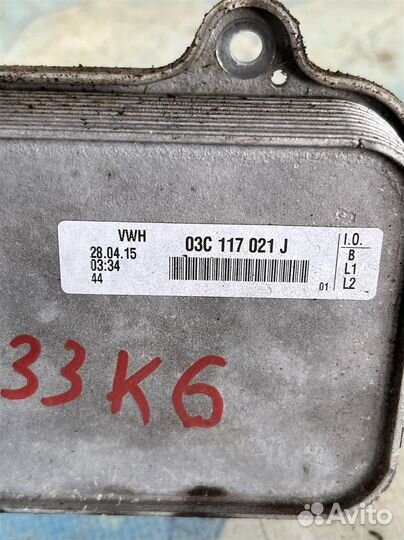 VWH 03C 117 021 J
28.04.15
03:34
44
01
I.O.
B
L1
L2
33K6
Avito